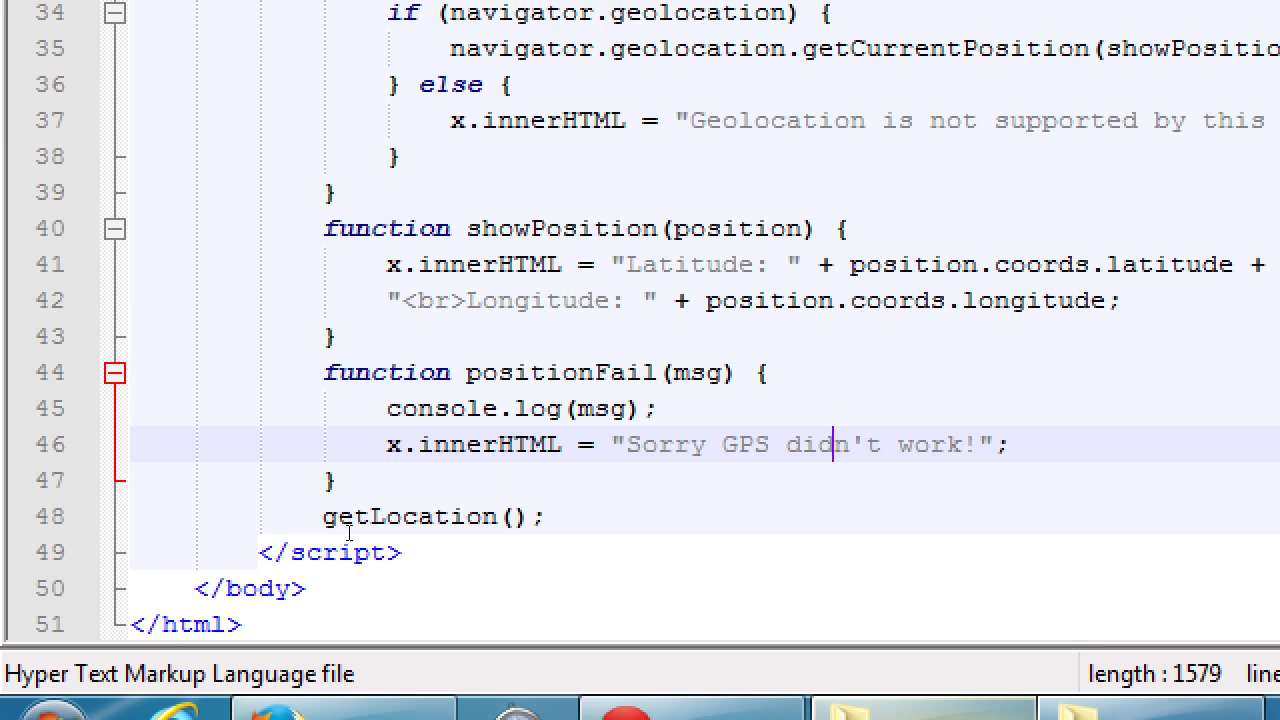 34 if (navigator.geolocation) {
35 navigator.geolocation.getCurrentPosition(showPositio
36 } else {
37 x.innerHTML = "Geolocation is not supported by this
38 }
39 }
40 function showPosition(position) {
41 x.innerHTML = "Latitude: " + position.coords.latitude +
42 "<br>Longitude: " + position.coords.longitude;
43 }
44 function positionFail(msg) {
45 console.log(msg);
46 x.innerHTML = "Sorry GPS didn't work!";
47 }
48 getLocation();
49 </script>
50 </body>
51 </html>
Hyper Text Markup Language file length : 1579 line